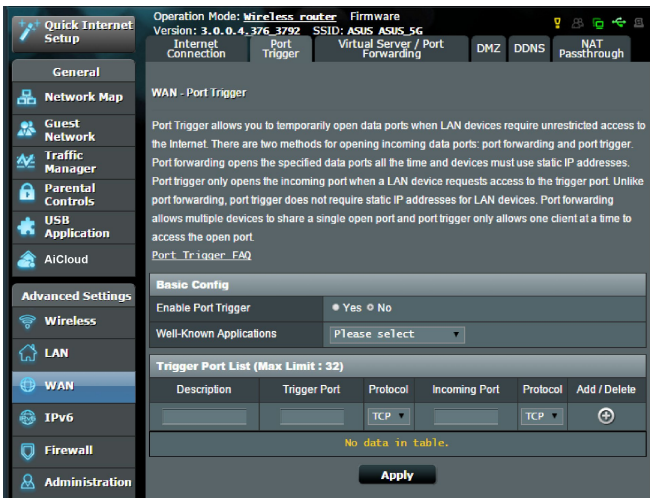 Quick Internet
Setup
General
Network Map
Guest
Network
Traffic
Manager
Parental
Controls
USB
Application
AiCloud
Advanced Settings
Wireless
LAN
WAN
IPv6
Firewall
Administration
Operation Mode: Wireless router Firmware
Version: 3.0.0.4_376_3792 SSID: ASUS ASUS_5G
Internet
Connection
Port
Trigger
Virtual Server / Port
Forwarding
DMZ
DDNS
NAT
Passthrough
WAN - Port Trigger
Port Trigger allows you to temporarily open data ports when LAN devices require unrestricted access to
the Internet. There are two methods for opening incoming data ports: port forwarding and port trigger.
Port forwarding opens the specified data ports all the time and devices must use static IP addresses.
Port trigger only opens the incoming port when a LAN device requests access to the trigger port. Unlike
port forwarding, port trigger does not require static IP addresses for LAN devices. Port forwarding
allows multiple devices to share a single open port and port trigger only allows one client at a time to
access the open port.
Port Trigger FAQ
Basic Config
Enable Port Trigger Yes No
Well-Known Applications Please select
Trigger Port List (Max Limit : 32)
Description Trigger Port Protocol Incoming Port Protocol Add / Delete
TCP TCP
No data in table.
Apply